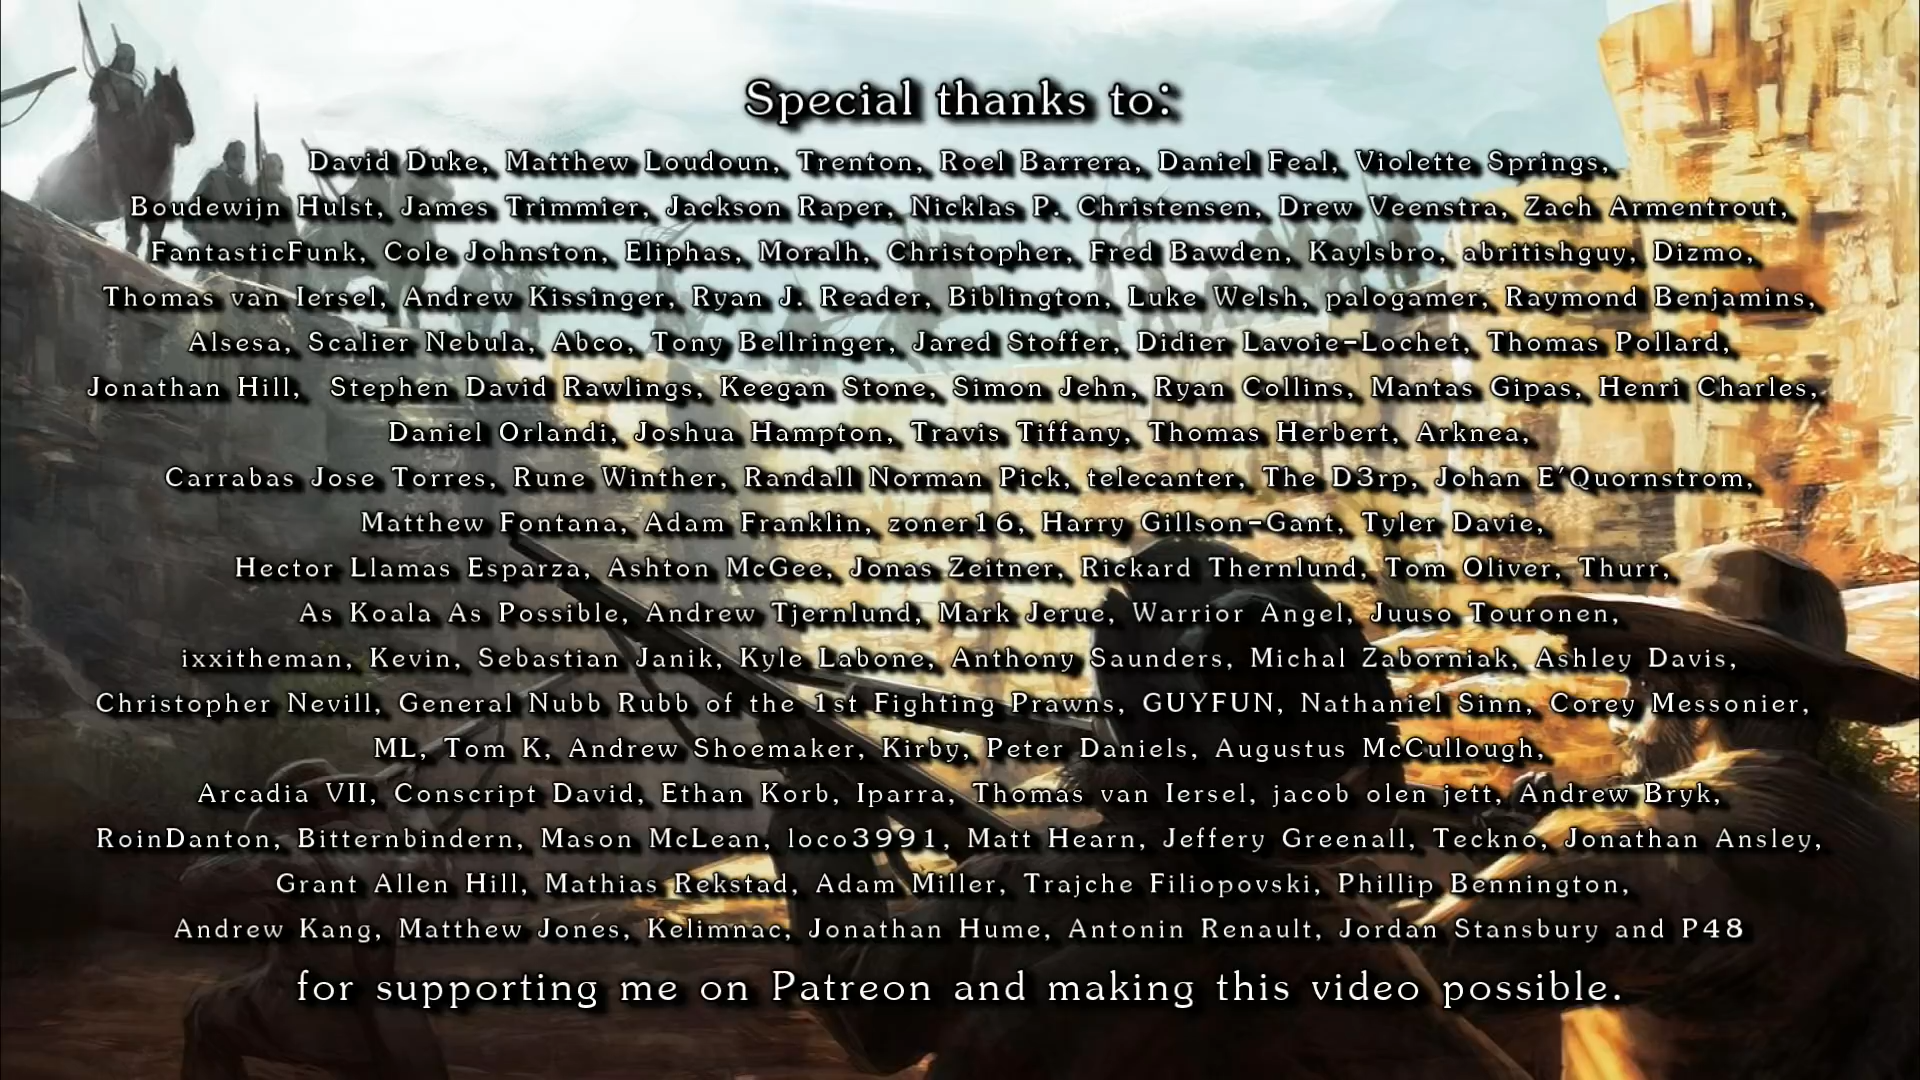 Special thanks to:
David Duke, Matthew Loudoun, Trenton, Roel Barrera, Daniel Feal, Violette Springs,
Boudewijn Hulst, James Trimmier, Jackson Raper, Nicklas P. Christensen, Drew Veenstra, Zach Armentrout,
FantasticFunk, Cole Johnston, Eliphas, Moralh, Christopher, Fred Bawden, Kaylsbro, abritishguy, Dizmo,
Thomas van Iersel, Andrew Kissinger, Ryan J. Reader, Biblington, Luke Welsh, palogamer, Raymond Benjamins,
Alsesa, Scalier Nebula, Abco, Tony Bellringer, Jared Stoffer, Didier Lavoie-Lochet, Thomas Pollard,
Jonathan Hill, Stephen David Rawlings, Keegan Stone, Simon Jehn, Ryan Collins, Mantas Gipas, Henri Charles,
Daniel Orlandi, Joshua Hampton, Travis Tiffany, Thomas Herbert, Arknea,
Carrabas Jose Torres, Rune Winther, Randall Norman Pick, telecanter, The D3rp, Johan E'Quornstrom,
Matthew Fontana, Adam Franklin, zoner16, Harry Gillson-Gant, Tyler Davie,
Hector Llamas Esparza, Ashton McGee, Jonas Zeitner, Rickard Thernlund, Tom Oliver, Thurr,
As Koala As Possible, Andrew Tjernlund, Mark Jerue, Warrior Angel, Juuso Touronen,
ixxitheman, Kevin, Sebastian Janik, Kyle Labone, Anthony Saunders, Michal Zaborniak, Ashley Davis,
Christopher Nevill, General Nubb Rubb of the 1st Fighting Prawns, GUYFUN, Nathaniel Sinn, Corey Messonier,
ML, Tom K, Andrew Shoemaker, Kirby, Peter Daniels, Augustus McCullough,
Arcadia VII, Conscript David, Ethan Korb, Iparra, Thomas van Iersel, jacob olen jett, Andrew Bryk,
RoinDanton, Bitternbindern, Mason McLean, loco3991, Matt Hearn, Jeffery Greenall, Teckno, Jonathan Ansley,
Grant Allen Hill, Mathias Rekstad, Adam Miller, Trajche Filiopovski, Phillip Bennington,
Andrew Kang, Matthew Jones, Kelimnac, Jonathan Hume, Antonin Renault, Jordan Stansbury and P48
for supporting me on Patreon and making this video possible.